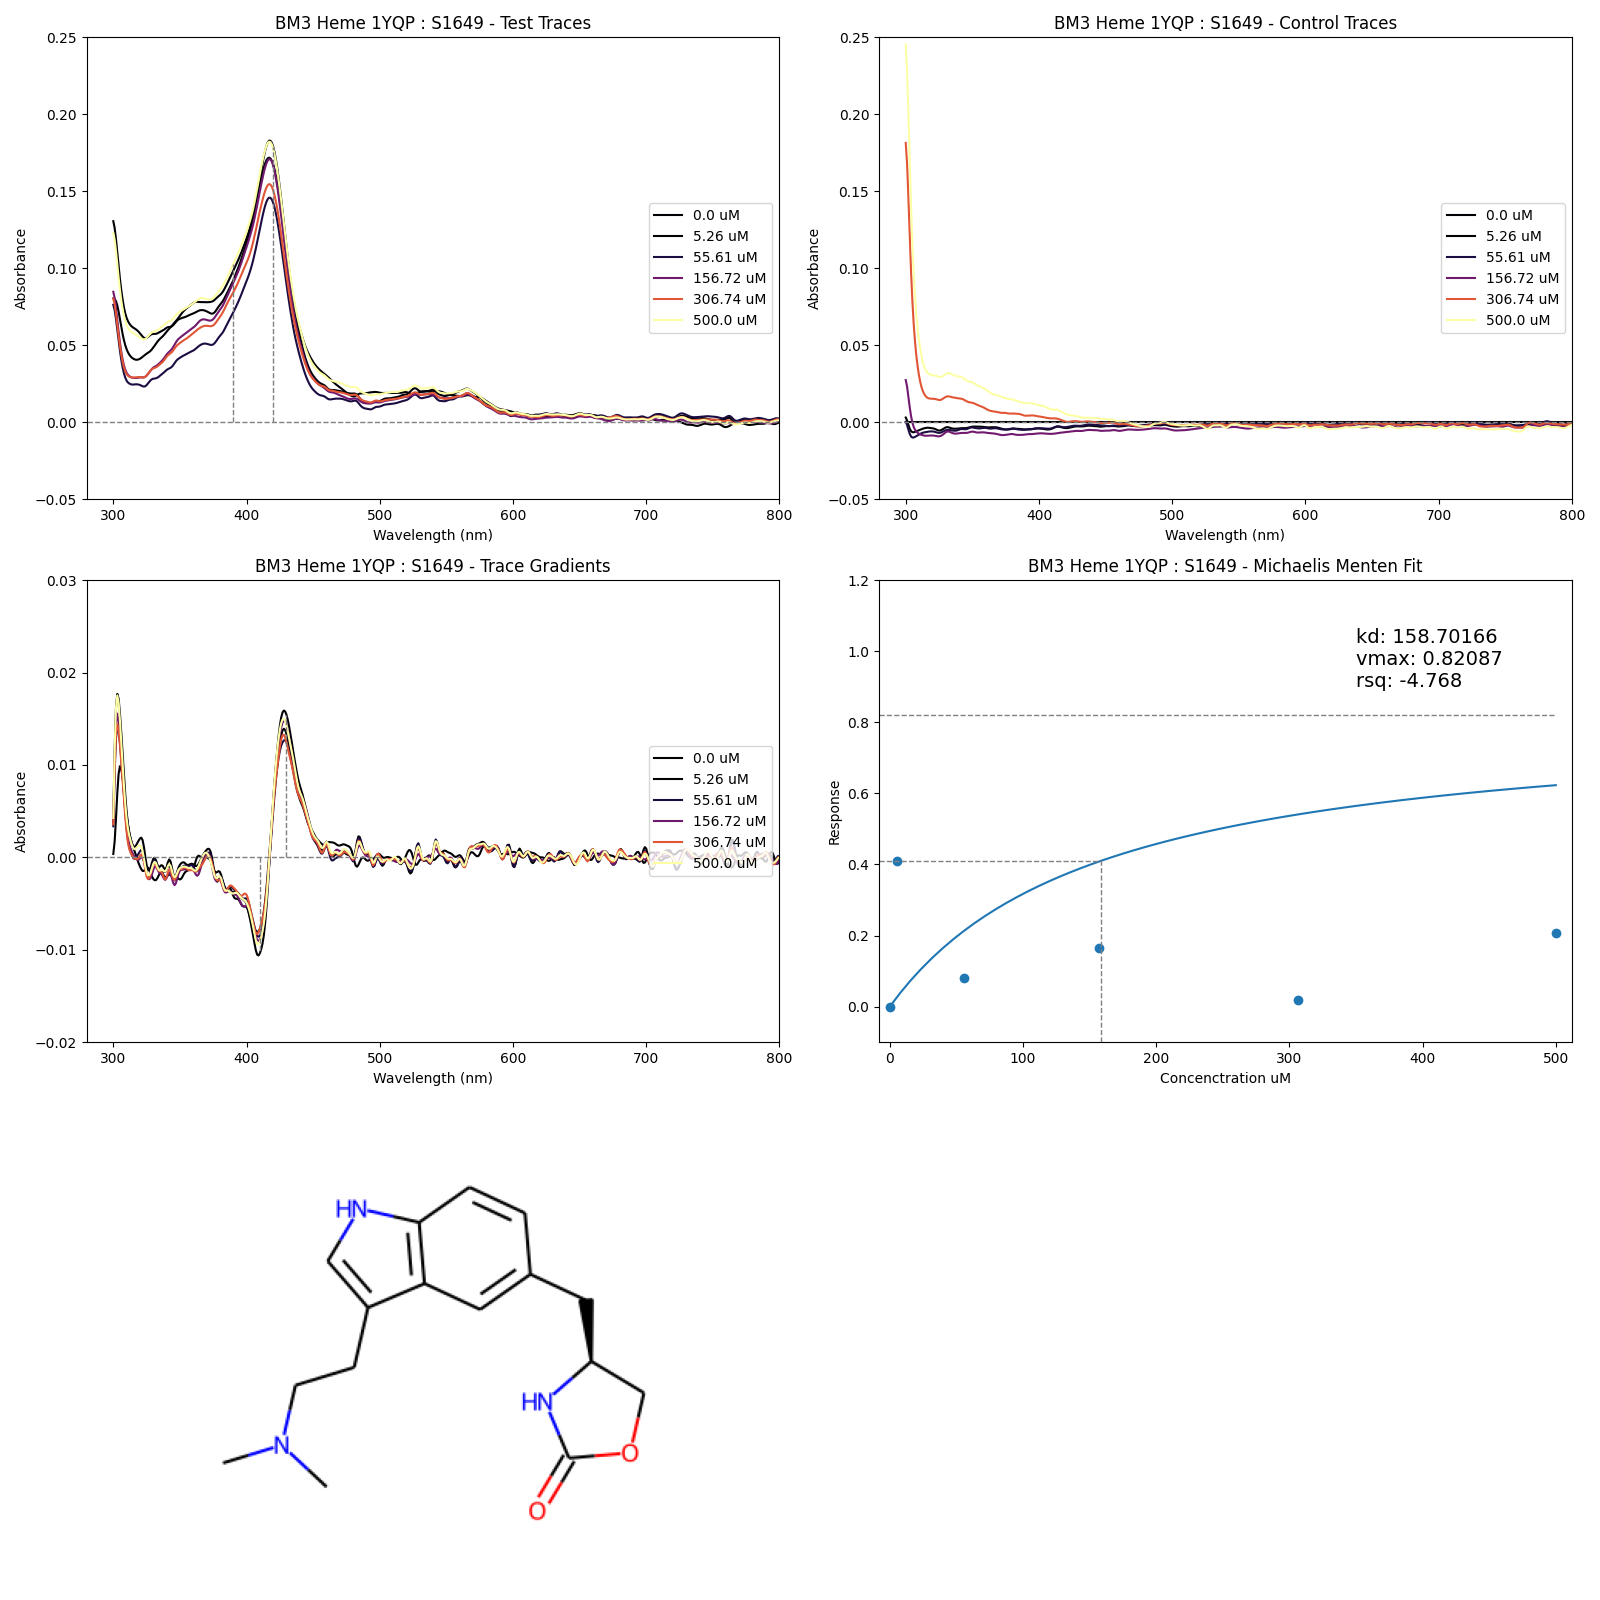 BM3 Heme 1YQP : S1649 - Test Traces
0.25
0.20
0.15
0.10
0.05
0.00
−0.05
Absorbance
300 400 500 600 700 800
Wavelength (nm)
0.0 uM
5.26 uM
55.61 uM
156.72 uM
306.74 uM
500.0 uM
BM3 Heme 1YQP : S1649 - Control Traces
0.25
0.20
0.15
0.10
0.05
0.00
−0.05
Absorbance
300 400 500 600 700 800
Wavelength (nm)
0.0 uM
5.26 uM
55.61 uM
156.72 uM
306.74 uM
500.0 uM
BM3 Heme 1YQP : S1649 - Trace Gradients
0.03
0.02
0.01
0.00
−0.01
−0.02
Absorbance
300 400 500 600 700 800
Wavelength (nm)
0.0 uM
5.26 uM
55.61 uM
156.72 uM
306.74 uM
500.0 uM
BM3 Heme 1YQP : S1649 - Michaelis Menten Fit
1.2
1.0
0.8
0.6
0.4
0.2
0.0
Response
kd: 158.70166
vmax: 0.82087
rsq: -4.768
0 100 200 300 400 500
Concenctration uM
HN
HN
N
O
O